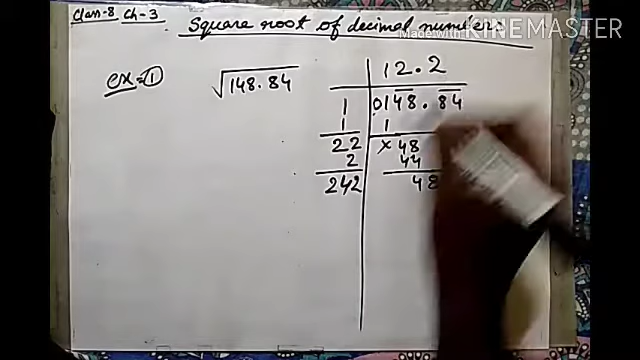 Class-8 Ch-3
Square root of decimal numbers
Made with KINEMASTER
12.2
ex-① √148.84
1 0148.84
1 1
22 ×48
2 44
242 48